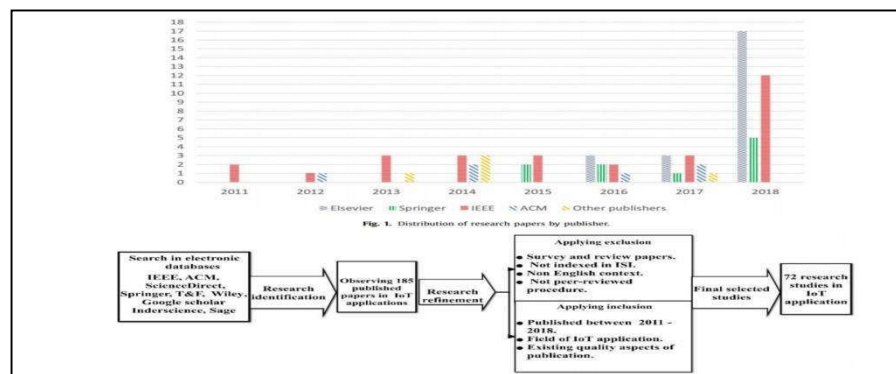 18
17
16
15
14
13
12
11
10
9
8
7
6
5
4
3
2
1
0
2011 2012 2013 2014 2015 2016 2017 2018
Elsevier Springer IEEE ACM Other publishers
Fig. 1. Distribution of research papers by publisher.
Search in electronic
databases
IEEE, ACM,
ScienceDirect,
Springer, T&F, Wiley,
Google scholar
Inderscience, Sage
Research
identification
Observing 185
published
papers in IoT
applications
Research
refinement
Applying exclusion
• Survey and review papers.
• Not indexed in ISI.
• Non English context.
• Not peer-reviewed
procedure.
Applying inclusion
• Published between 2011 -
2018.
• Field of IoT application.
• Existing quality aspects of
publication.
Final selected
studies
72 research
studies in
IoT
application